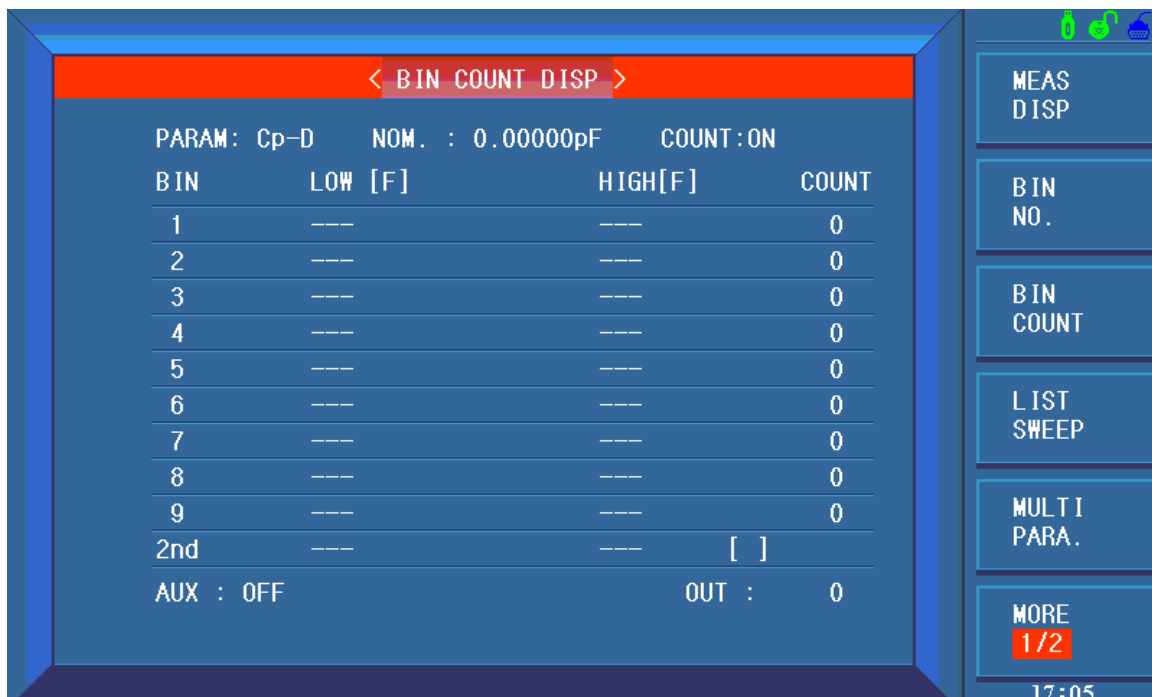 < BIN COUNT DISP >
PARAM: Cp-D NOM. : 0.00000pF COUNT:ON
BIN LOW [F] HIGH[F] COUNT
1 --- --- 0
2 --- --- 0
3 --- --- 0
4 --- --- 0
5 --- --- 0
6 --- --- 0
7 --- --- 0
8 --- --- 0
9 --- --- 0
2nd --- --- [ ]
AUX : OFF OUT : 0
MEAS
DISP
BIN
NO.
BIN
COUNT
LIST
SWEEP
MULTI
PARA.
MORE
1/2
17:05